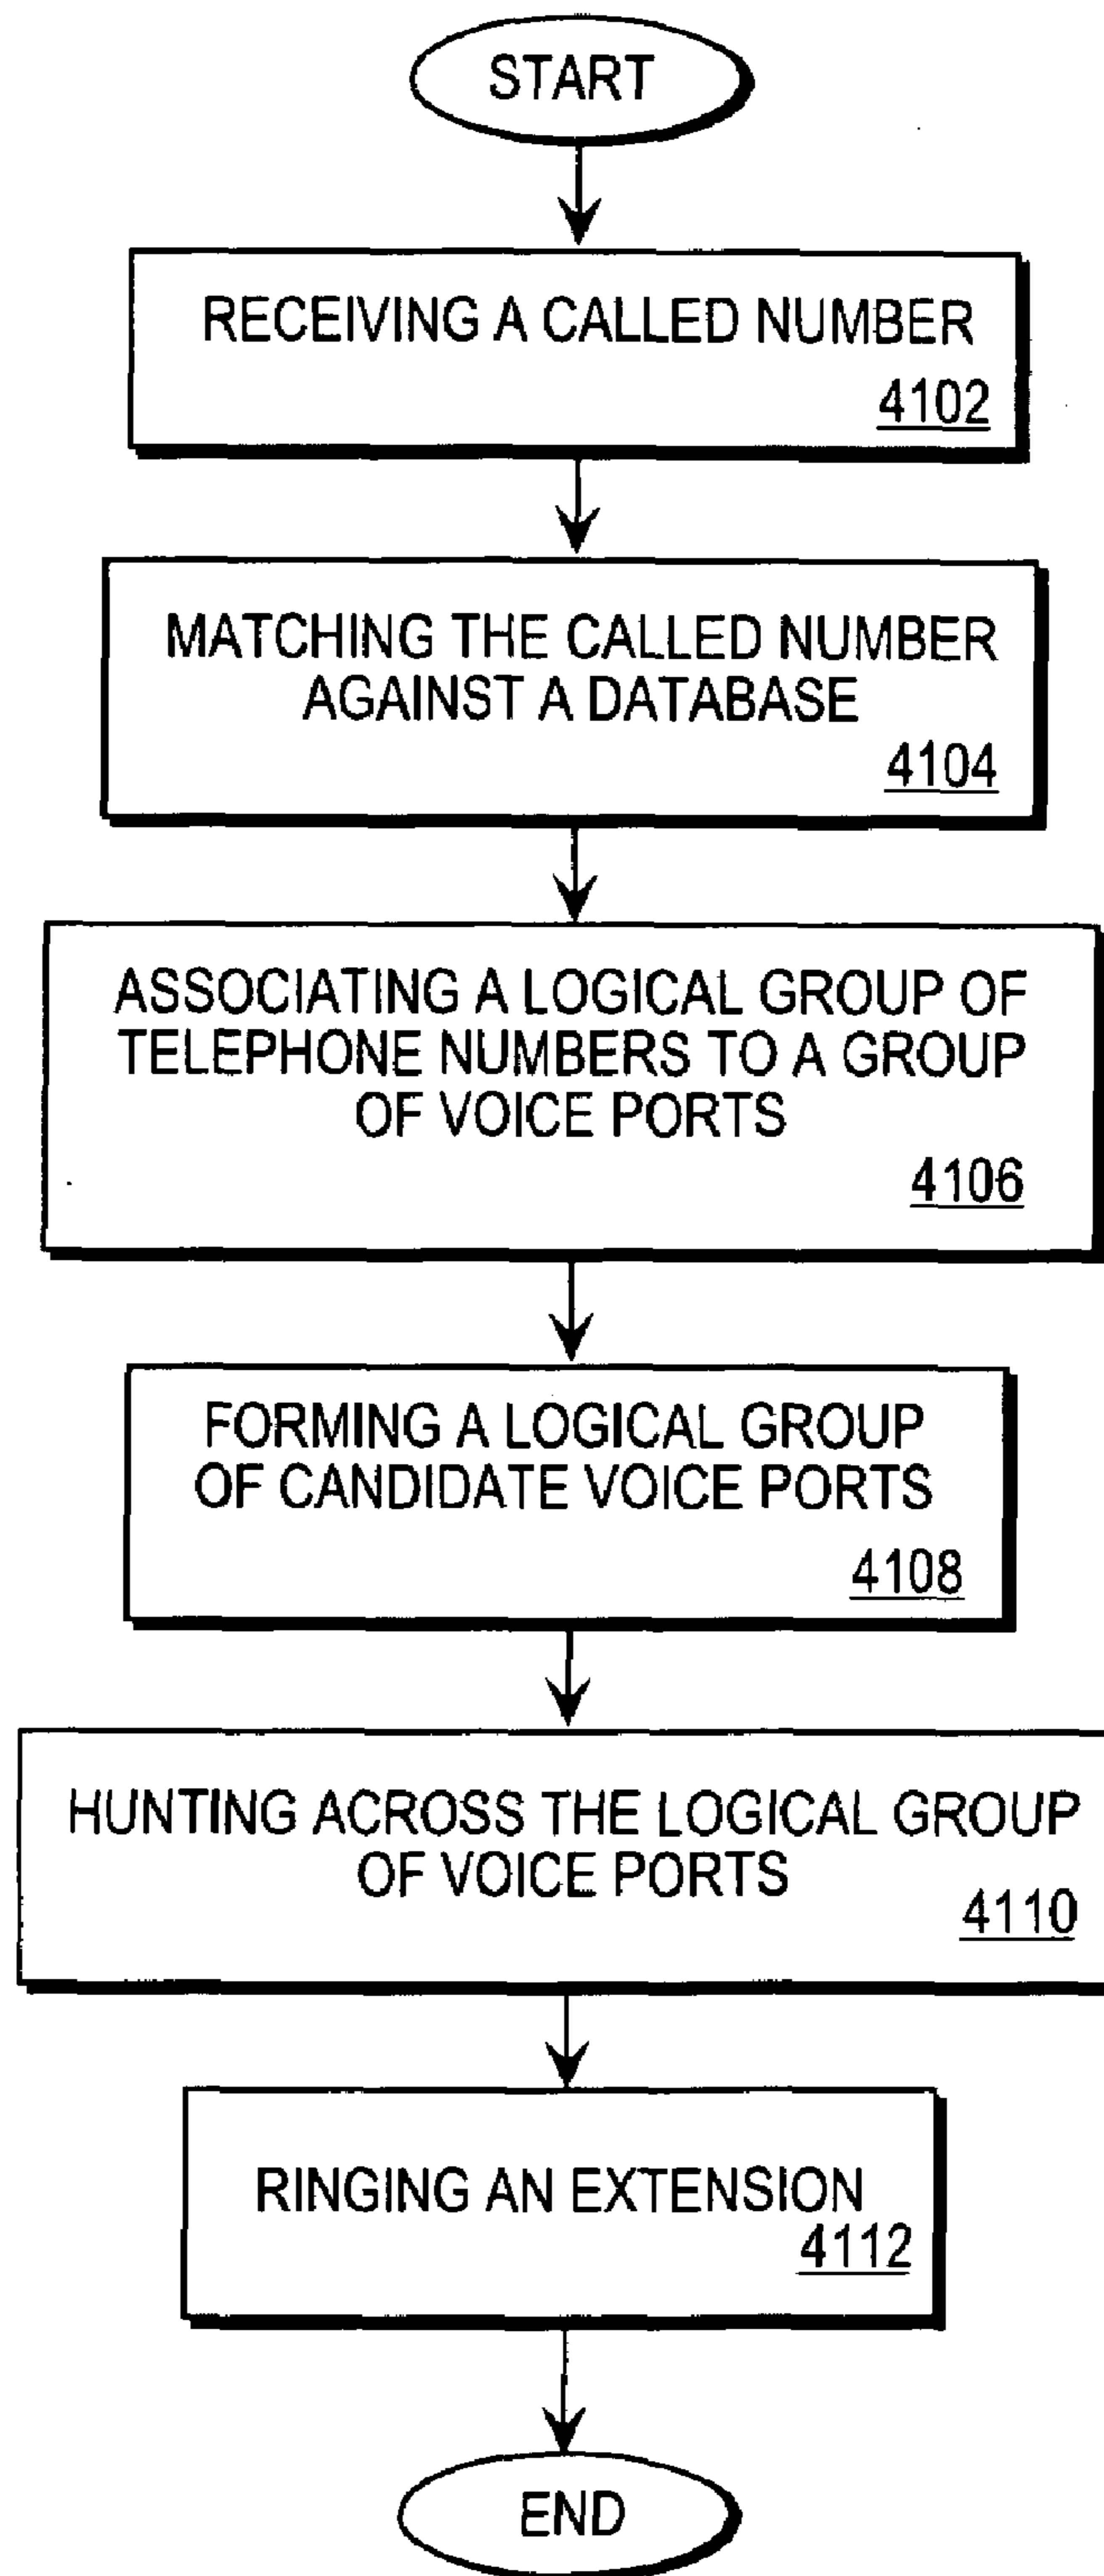 START
RECEIVING A CALLED NUMBER
4102
MATCHING THE CALLED NUMBER
AGAINST A DATABASE
4104
ASSOCIATING A LOGICAL GROUP OF
TELEPHONE NUMBERS TO A GROUP
OF VOICE PORTS
4106
FORMING A LOGICAL GROUP
OF CANDIDATE VOICE PORTS
4108
HUNTING ACROSS THE LOGICAL GROUP
OF VOICE PORTS
4110
RINGING AN EXTENSION
4112
END